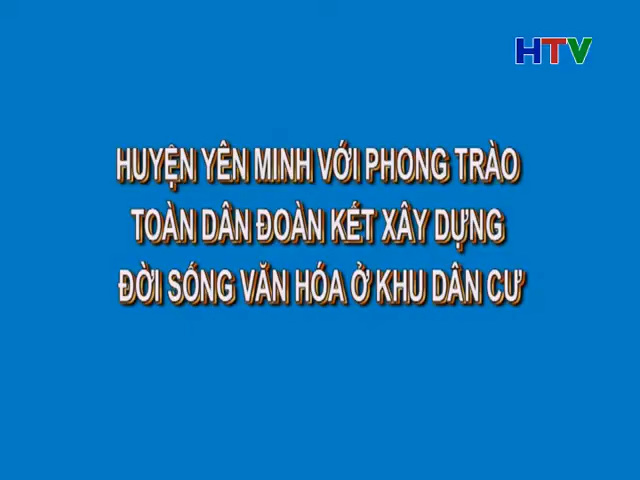 HTV
HUYỆN YÊN MINH VỚI PHONG TRÀO
TOÀN DÂN ĐOÀN KẾT XÂY DỰNG
ĐỜI SỐNG VĂN HÓA Ở KHU DÂN CƯ